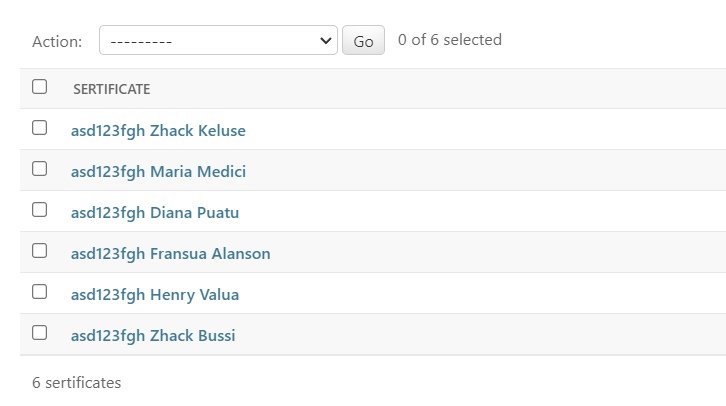 Action: --------- Go 0 of 6 selected
SERTIFICATE
asd123fgh Zhack Keluse
asd123fgh Maria Medici
asd123fgh Diana Puatu
asd123fgh Fransua Alanson
asd123fgh Henry Valua
asd123fgh Zhack Bussi
6 sertificates